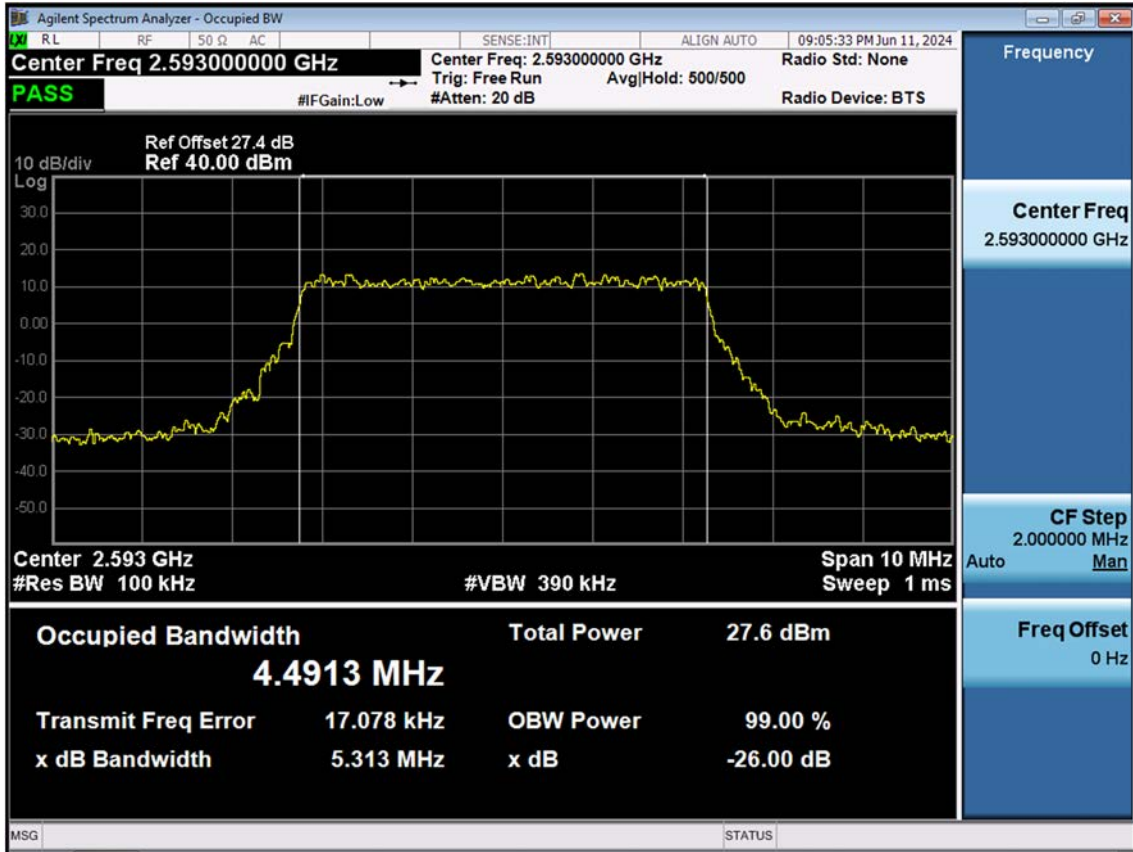 Agilent Spectrum Analyzer - Occupied BW
LXI RL RF 50 Ω AC SENSE:INT ALIGN AUTO 09:05:33 PM Jun 11, 2024
Center Freq 2.593000000 GHz
PASS
#IFGain:Low
Center Freq: 2.593000000 GHz
Trig: Free Run Avg|Hold: 500/500
#Atten: 20 dB
Radio Std: None
Radio Device: BTS
Ref Offset 27.4 dB
10 dB/div Ref 40.00 dBm
Log
30.0
20.0
10.0
0.00
-10.0
-20.0
-30.0
-40.0
-50.0
Center 2.593 GHz Span 10 MHz
#Res BW 100 kHz #VBW 390 kHz Sweep 1 ms
Occupied Bandwidth Total Power 27.6 dBm
4.4913 MHz
Transmit Freq Error 17.078 kHz OBW Power 99.00 %
x dB Bandwidth 5.313 MHz x dB -26.00 dB
MSG STATUS
Frequency
Center Freq
2.593000000 GHz
CF Step
2.000000 MHz
Auto Man
Freq Offset
0 Hz